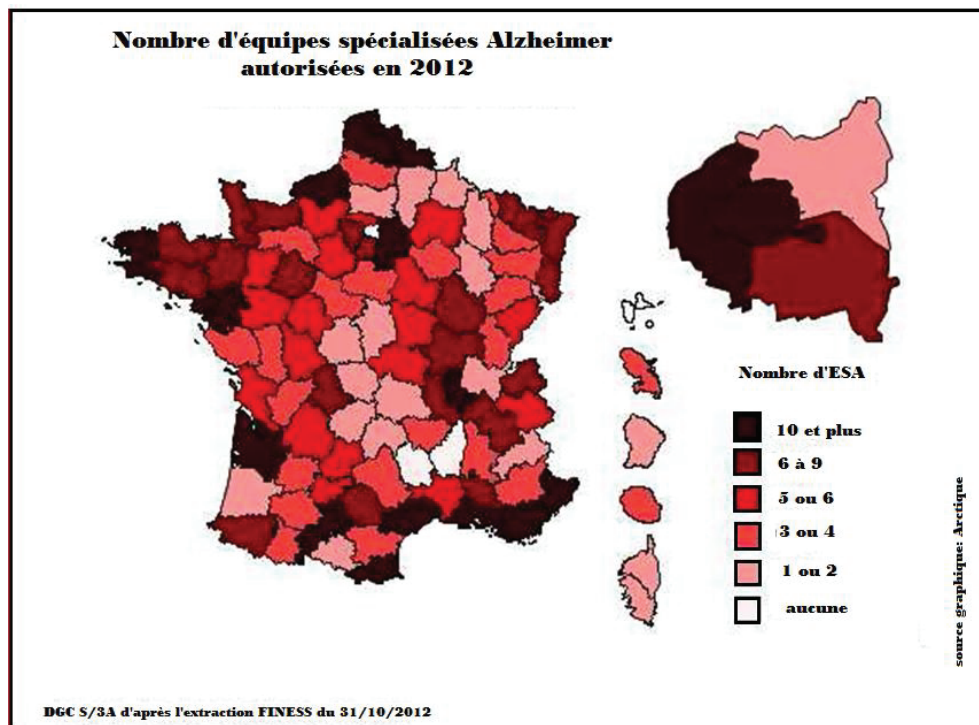 Nombre d'équipes spécialisées Alzheimer
autorisées en 2012
Nombre d'ESA
10 et plus
6 à 9
5 ou 6
3 ou 4
1 ou 2
aucune
source graphique: Arctique
DGC S/3A d'après l'extraction FINESS du 31/10/2012